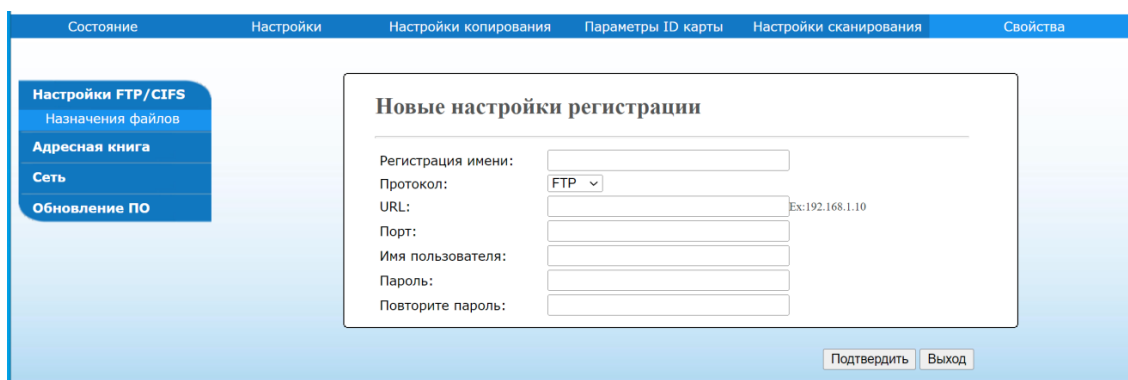 Состояние Настройки Настройки копирования Параметры ID карты Настройки сканирования Свойства
Настройки FTP/CIFS
Назначения файлов
Адресная книга
Сеть
Обновление ПО
Новые настройки регистрации
Регистрация имени:
Протокол: FTP
URL: Ex:192.168.1.10
Порт:
Имя пользователя:
Пароль:
Повторите пароль:
Подтвердить Выход